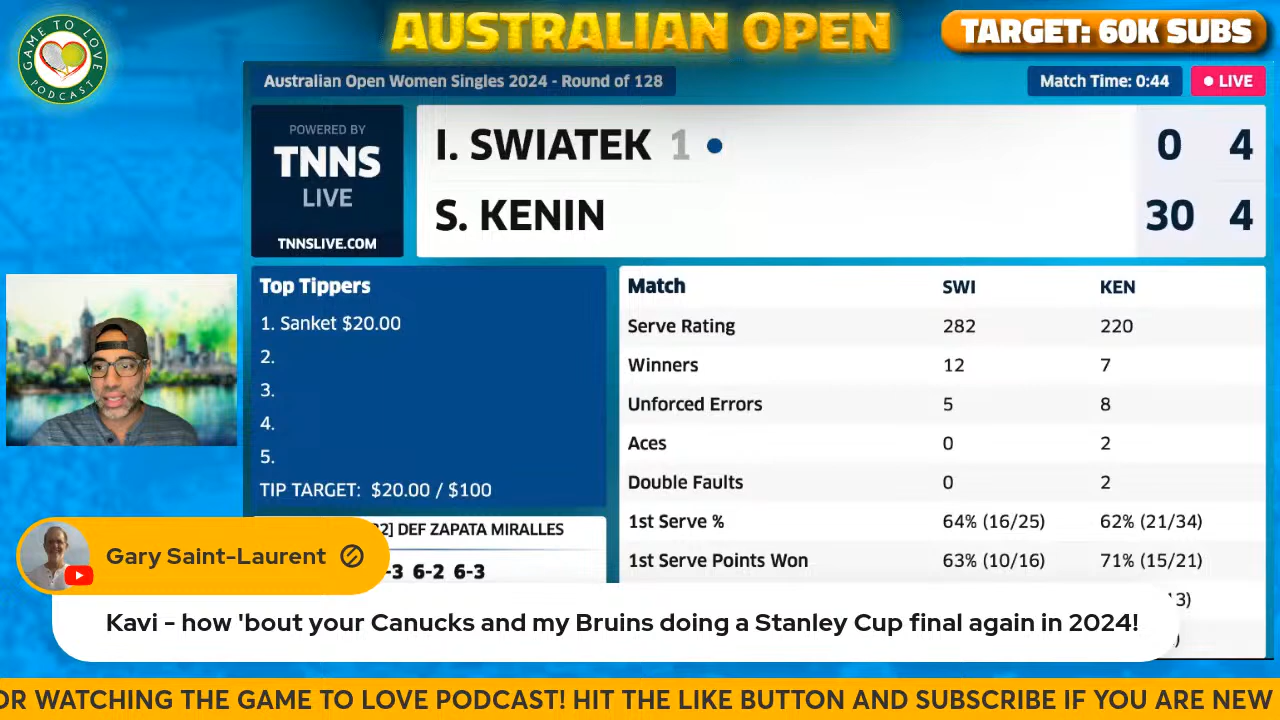 GAME TO LOVE PODCAST
AUSTRALIAN OPEN
TARGET: 60K SUBS
Australian Open Women Singles 2024 - Round of 128
Match Time: 0:44
LIVE
POWERED BY
TNNS
LIVE
TNNSLIVE.COM
I. SWIATEK 1 0 4
S. KENIN 30 4
Top Tippers
1. Sanket $20.00
2.
3.
4.
5.
TIP TARGET: $20.00 / $100
2] DEF ZAPATA MIRALLES
-3 6-2 6-3
Match SWI KEN
Serve Rating 282 220
Winners 12 7
Unforced Errors 5 8
Aces 0 2
Double Faults 0 2
1st Serve % 64% (16/25) 62% (21/34)
1st Serve Points Won 63% (10/16) 71% (15/21)
13)
Gary Saint-Laurent
Kavi - how 'bout your Canucks and my Bruins doing a Stanley Cup final again in 2024!
OR WATCHING THE GAME TO LOVE PODCAST! HIT THE LIKE BUTTON AND SUBSCRIBE IF YOU ARE NEW